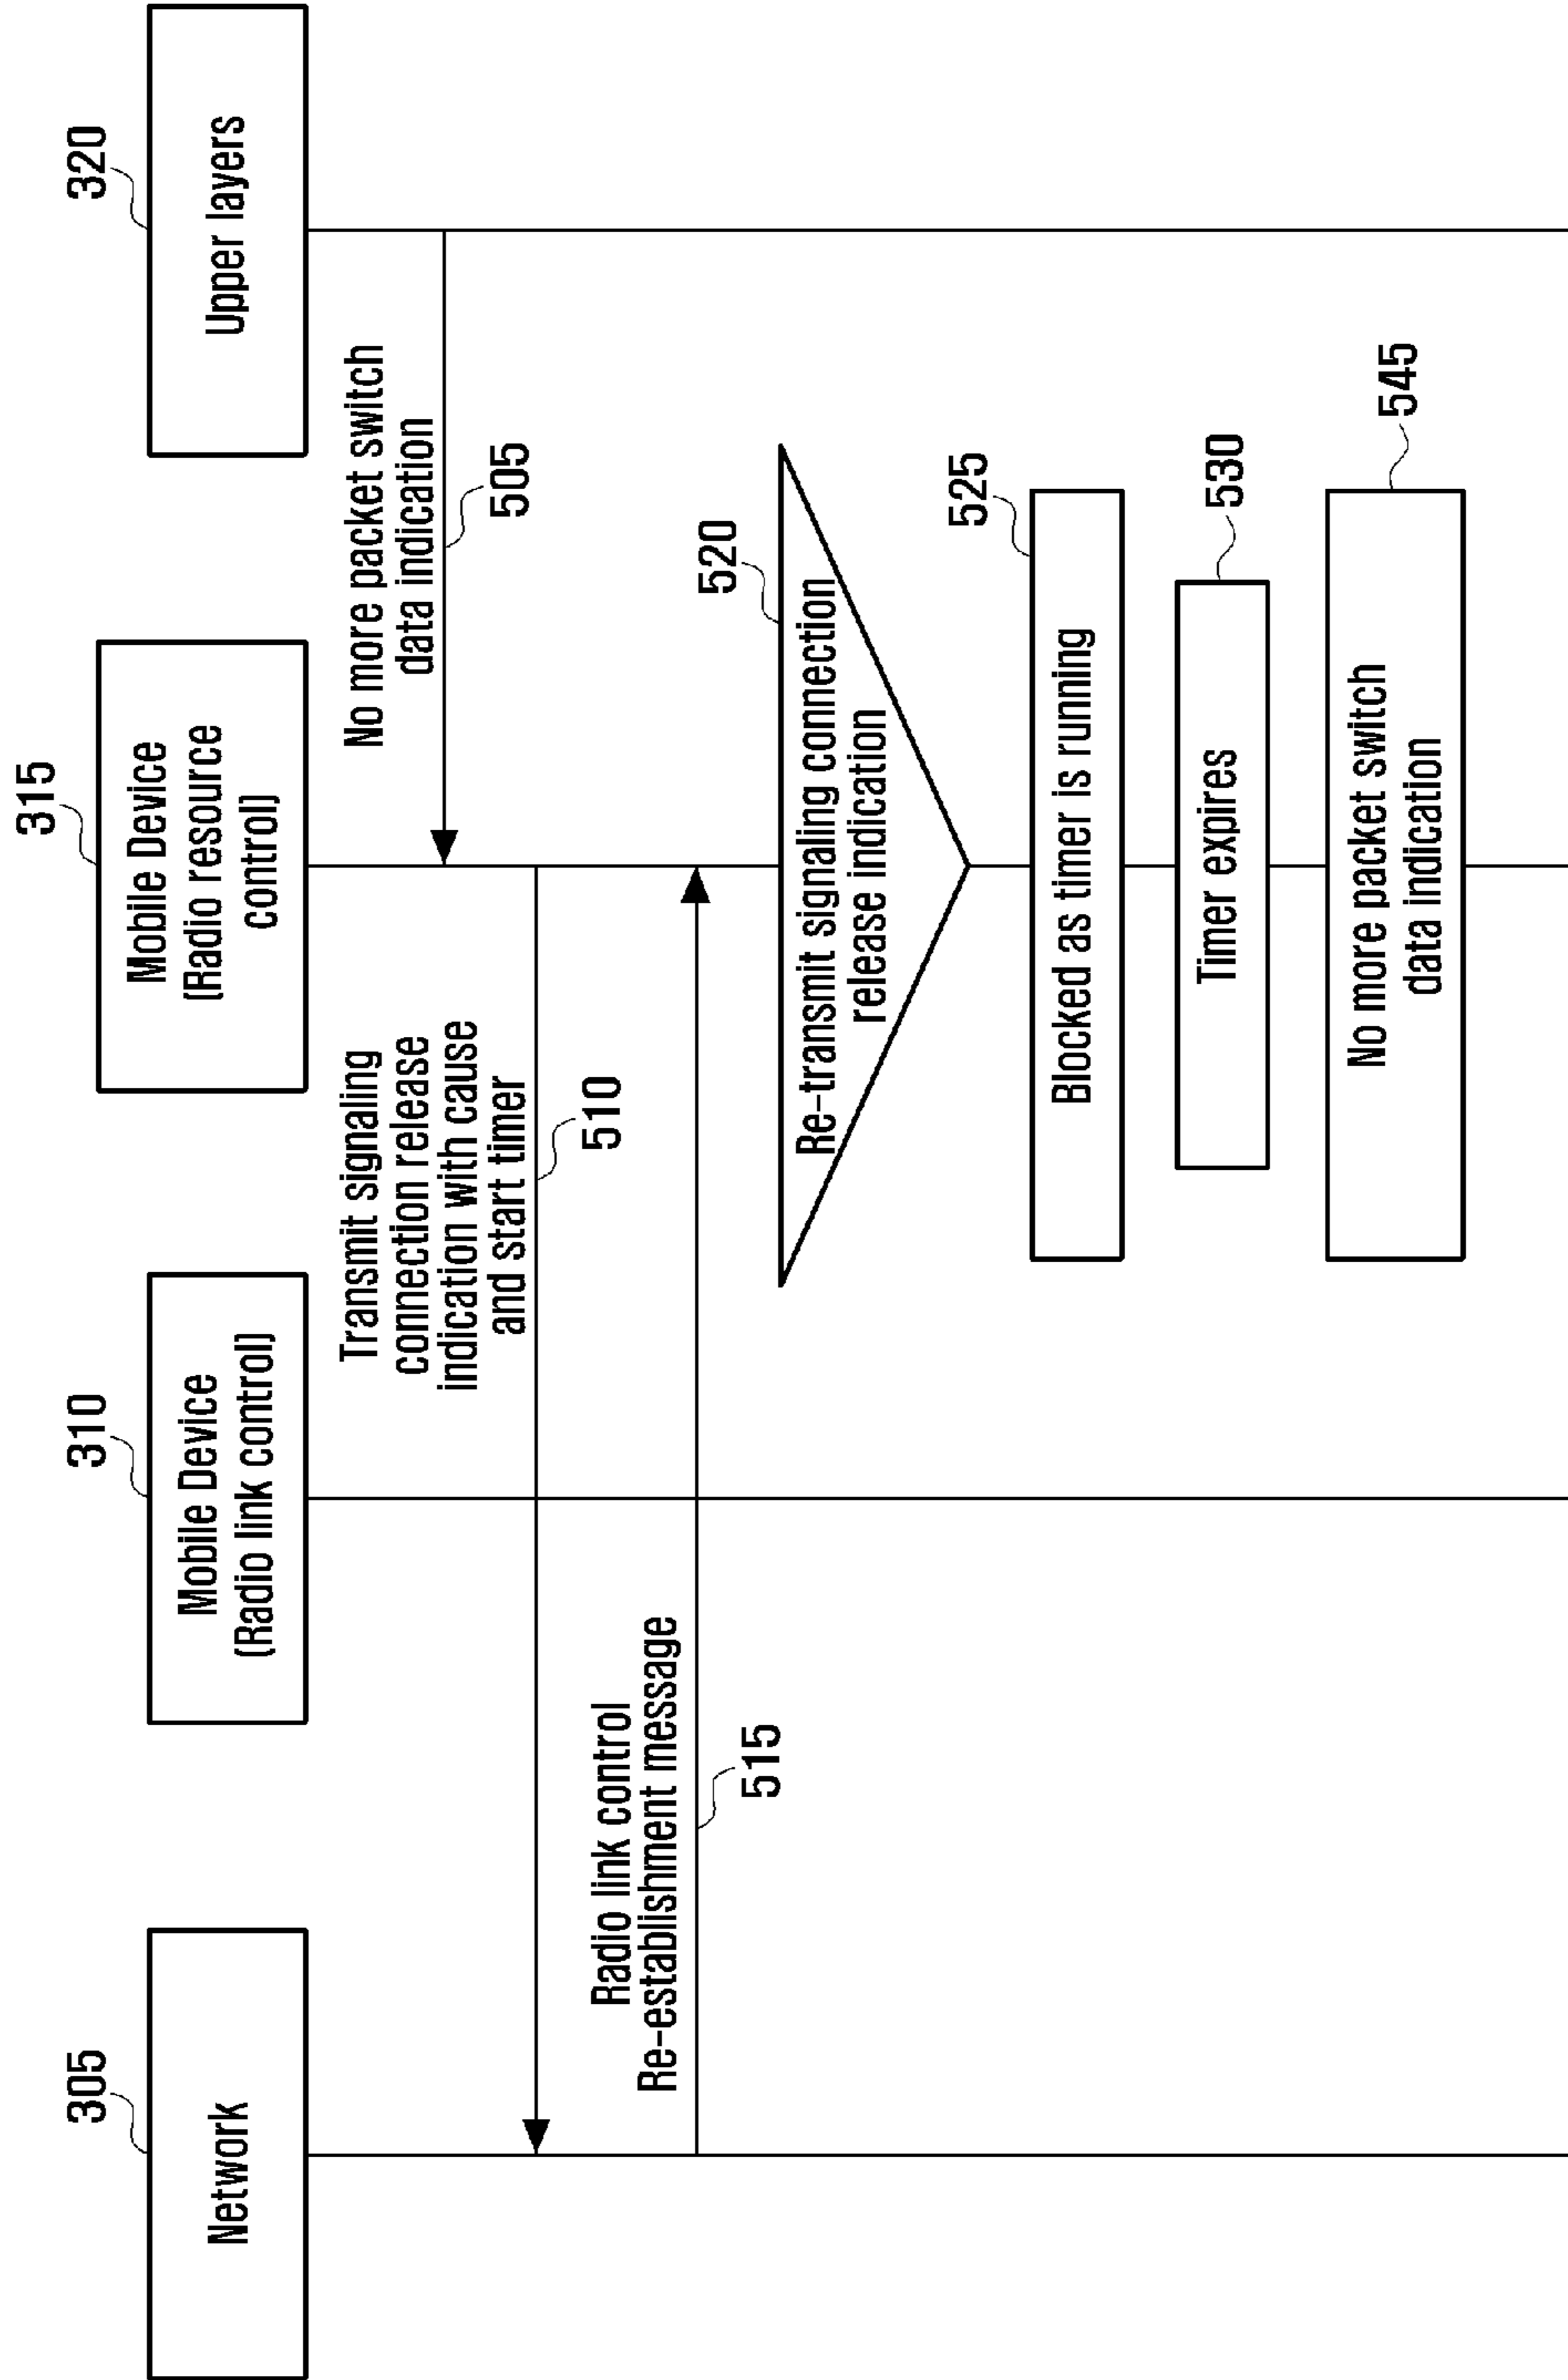 305
Network
310
Mobile Device
(Radio link control)
315
Mobile Device
(Radio resource
control)
320
Upper layers
No more packet switch
data indication
505
Transmit signaling
connection release
indication with cause
and start timer
510
Radio link control
Re-establishment message
515
520
Re-transmit signaling connection
release indication
525
Blocked as timer is running
530
Timer expires
545
No more packet switch
data indication